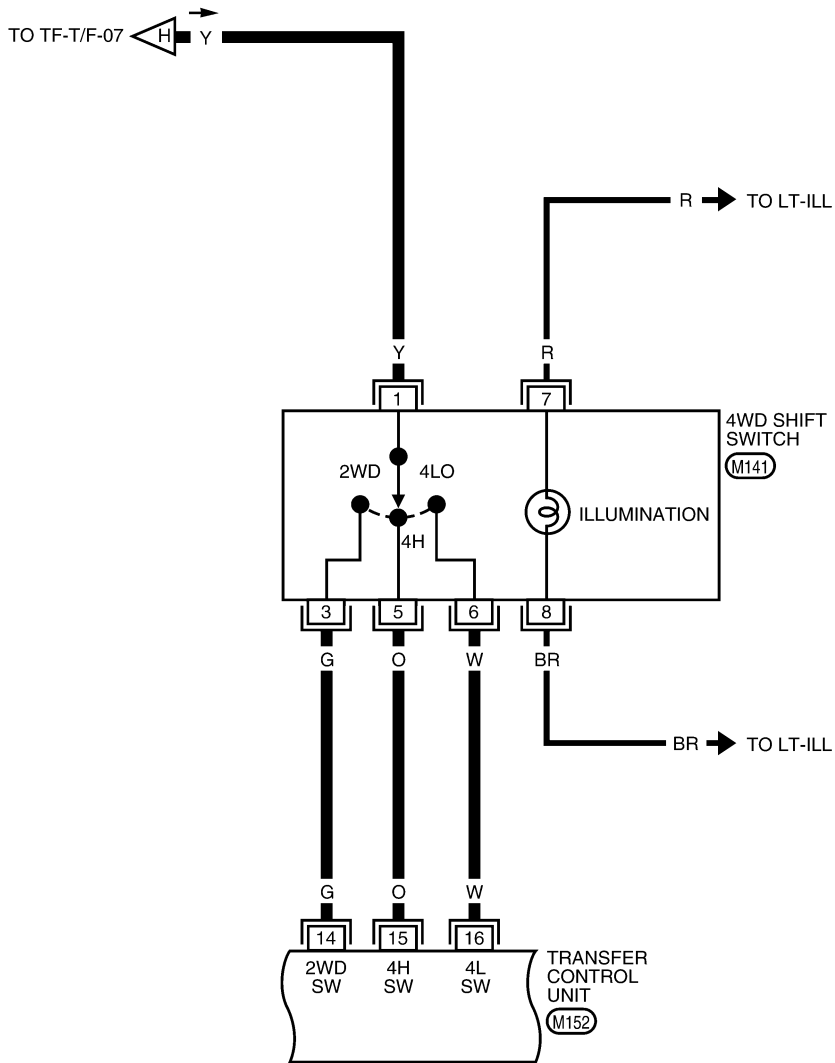 TO TF-T/F-07 H Y
R TO LT-ILL
Y R
1 7
4WD SHIFT
SWITCH
M141
2WD 4LO
4H
ILLUMINATION
3 5 6 8
G O W BR
BR TO LT-ILL
G O W
14 15 16
2WD
SW
4H
SW
4L
SW
TRANSFER
CONTROL
UNIT
M152